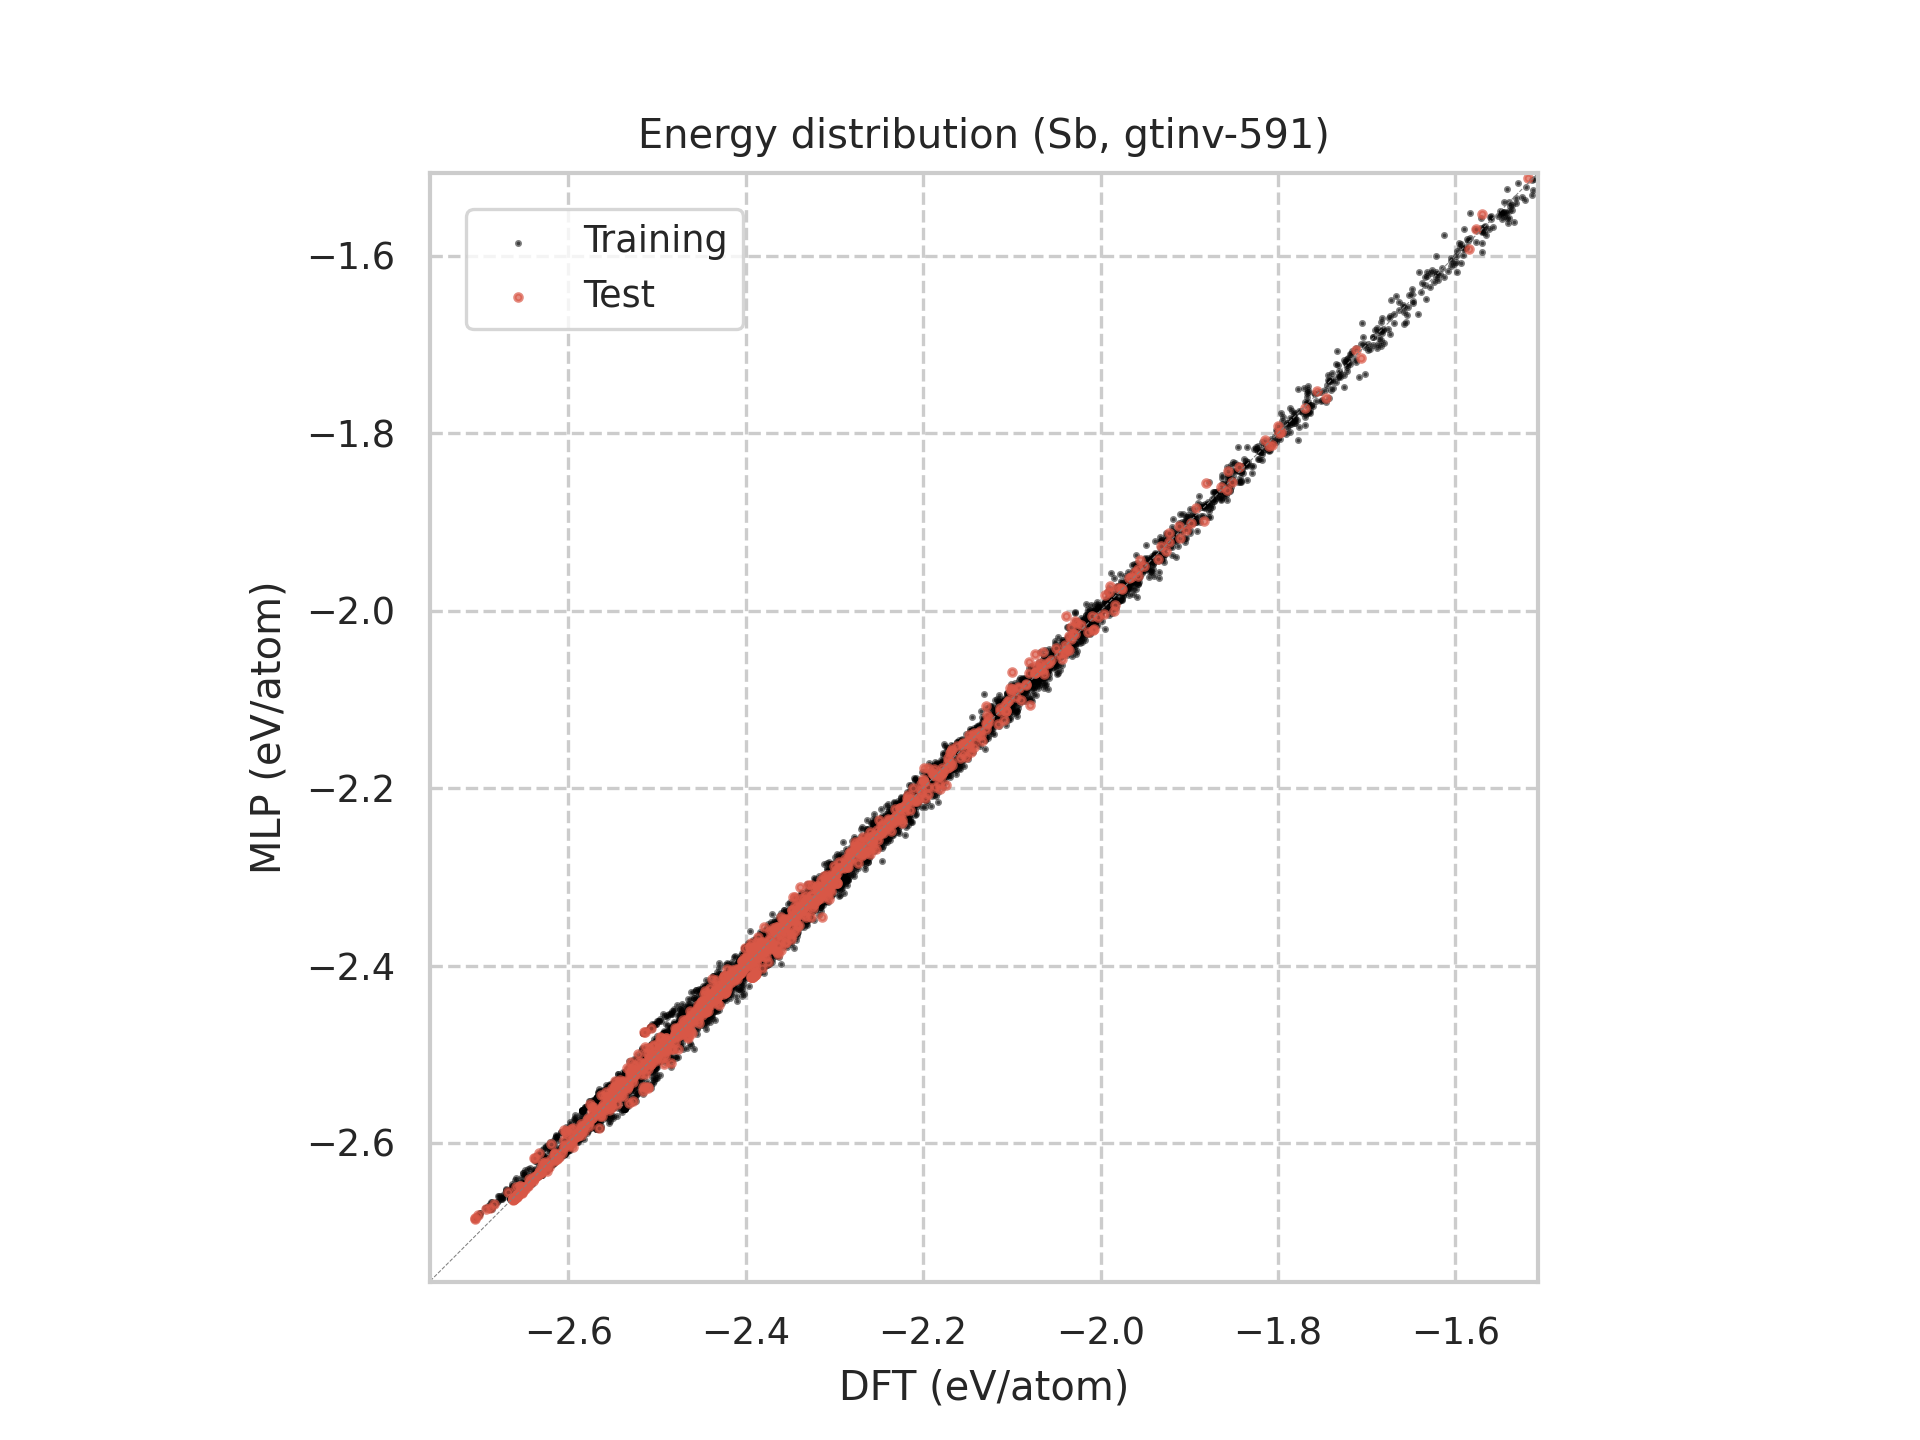 Energy distribution (Sb, gtinv-591)
Training
Test
−1.6
−1.8
−2.0
−2.2
−2.4
−2.6
MLP (eV/atom)
−2.6 −2.4 −2.2 −2.0 −1.8 −1.6
DFT (eV/atom)